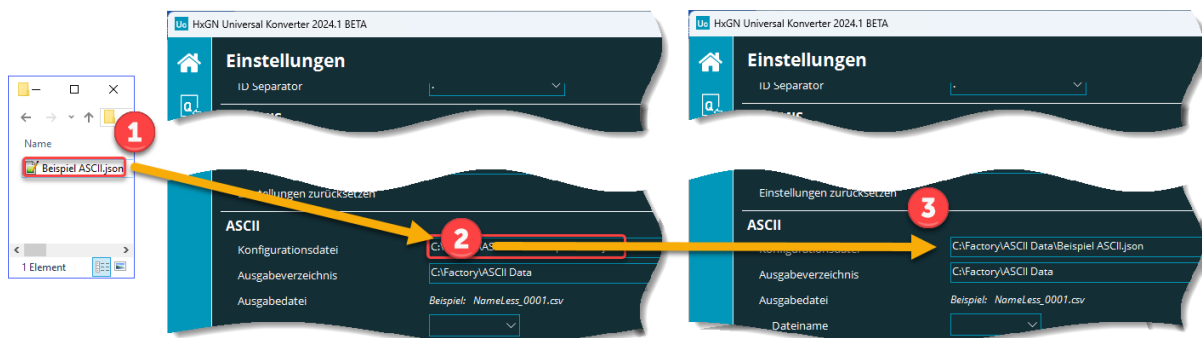 1
Name
Beispiel ASCII.json
1 Element
Uc HxGN Universal Konverter 2024.1 BETA
Einstellungen
ID Separator
.
Einstellungen zurücksetzen
ASCII
Konfigurationsdatei
2
Ausgabeverzeichnis
C:\Factory\ASCII Data
Ausgabedatei
Beispiel: NameLess_0001.csv
Uc HxGN Universal Konverter 2024.1 BETA
Einstellungen
ID Separator
.
Einstellungen zurücksetzen
3
ASCII
Konfigurationsdatei
C:\Factory\ASCII Data\Beispiel ASCII.json
Ausgabeverzeichnis
C:\Factory\ASCII Data
Ausgabedatei
Beispiel: NameLess_0001.csv
Dateiname